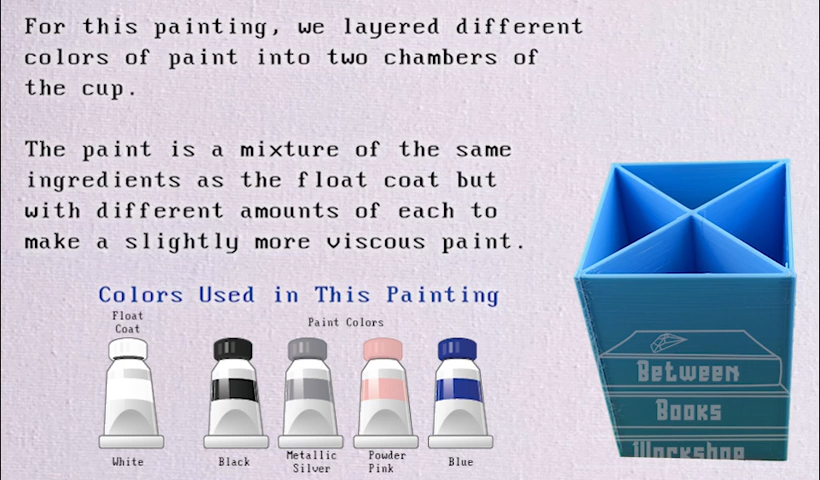 For this painting, we layered different
colors of paint into two chambers of
the cup.
The paint is a mixture of the same
ingredients as the float coat but
with different amounts of each to
make a slightly more viscous paint.
Colors Used in This Painting
Float
Coat
Paint Colors
White
Black
Metallic
Silver
Powder
Pink
Blue
Between
Books
Workshop